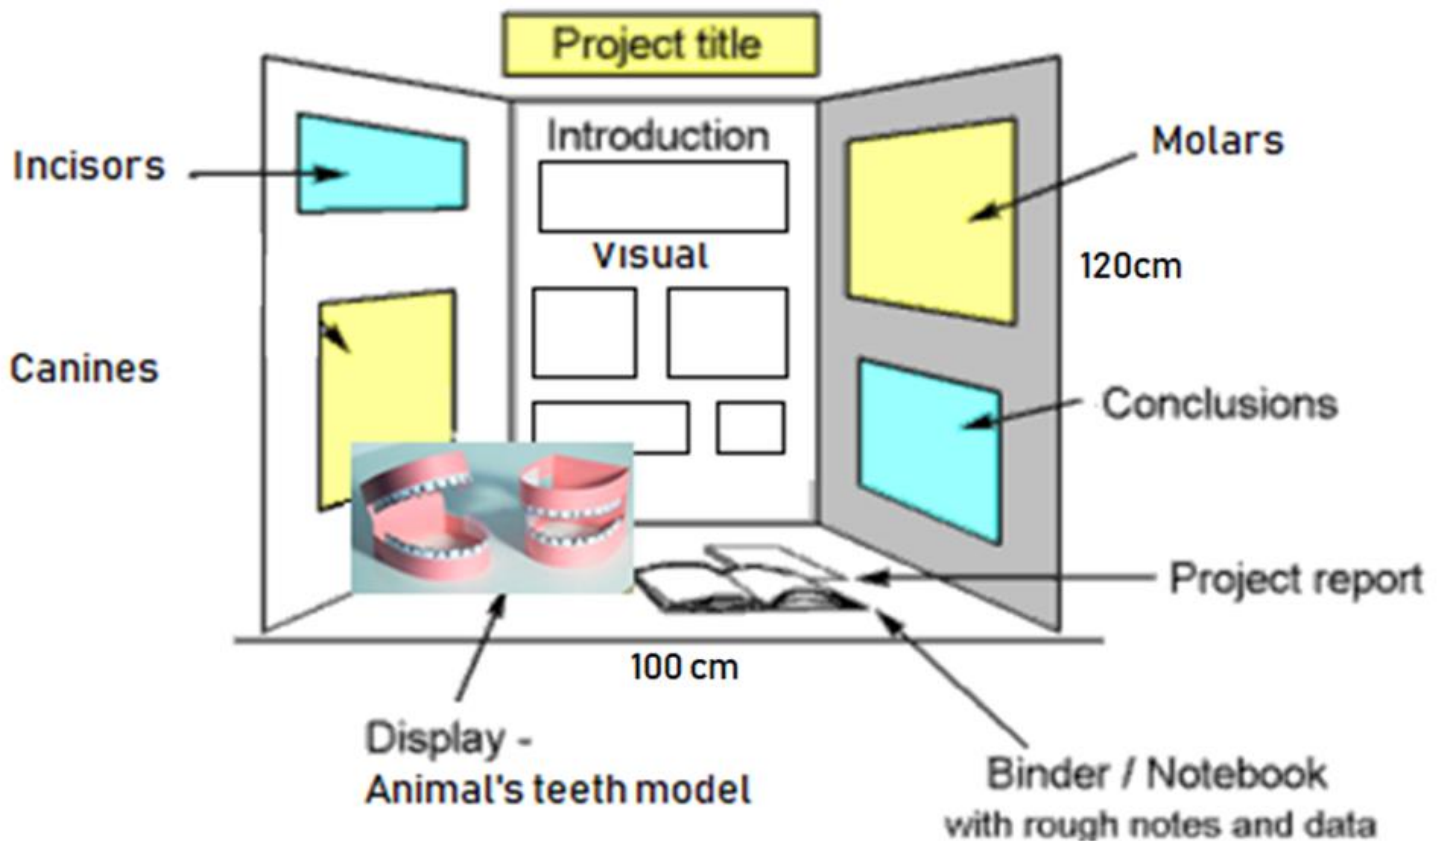 Project title
Introduction
Incisors
Molars
Visual
120cm
Canines
Conclusions
Project report
100 cm
Display -
Animal's teeth model
Binder / Notebook
with rough notes and data